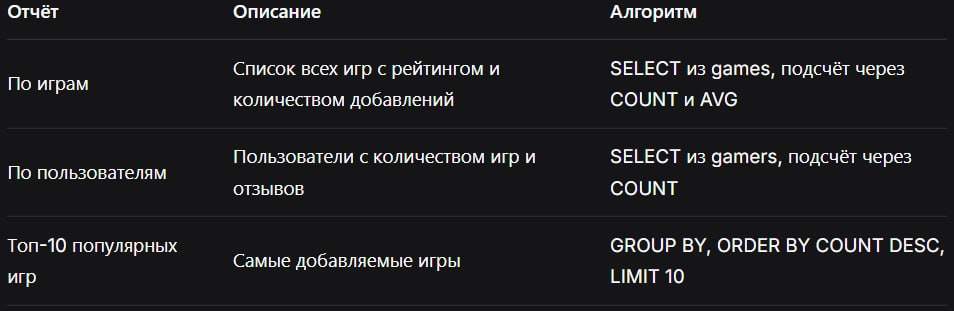 Отчёт Описание Алгоритм
По играм
Список всех игр с рейтингом и
количеством добавлений
SELECT из games, подсчёт через
COUNT и AVG
По пользователям
Пользователи с количеством игр и
отзывов
SELECT из gamers, подсчёт через
COUNT
Топ-10 популярных
игр
Самые добавляемые игры
GROUP BY, ORDER BY COUNT DESC,
LIMIT 10